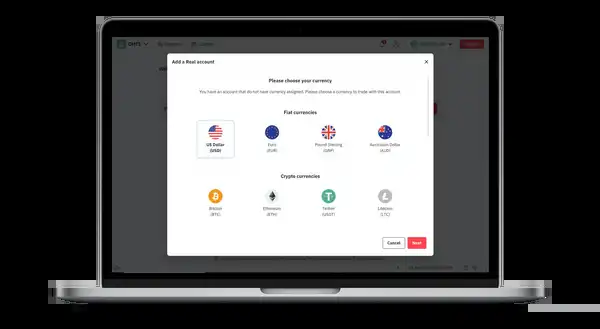 Add a Real account
Please choose your currency
You have an account that do not have currency assigned. Please choose a currency to trade with this account
Fiat currencies
US Dollar
(USD)
Euro
(EUR)
Pound Sterling
(GBP)
Australian Dollar
(AUD)
Crypto currencies
Bitcoin
(BTC)
Ethereum
(ETH)
Tether
(USDT)
Litecoin
(LTC)
Cancel
Next